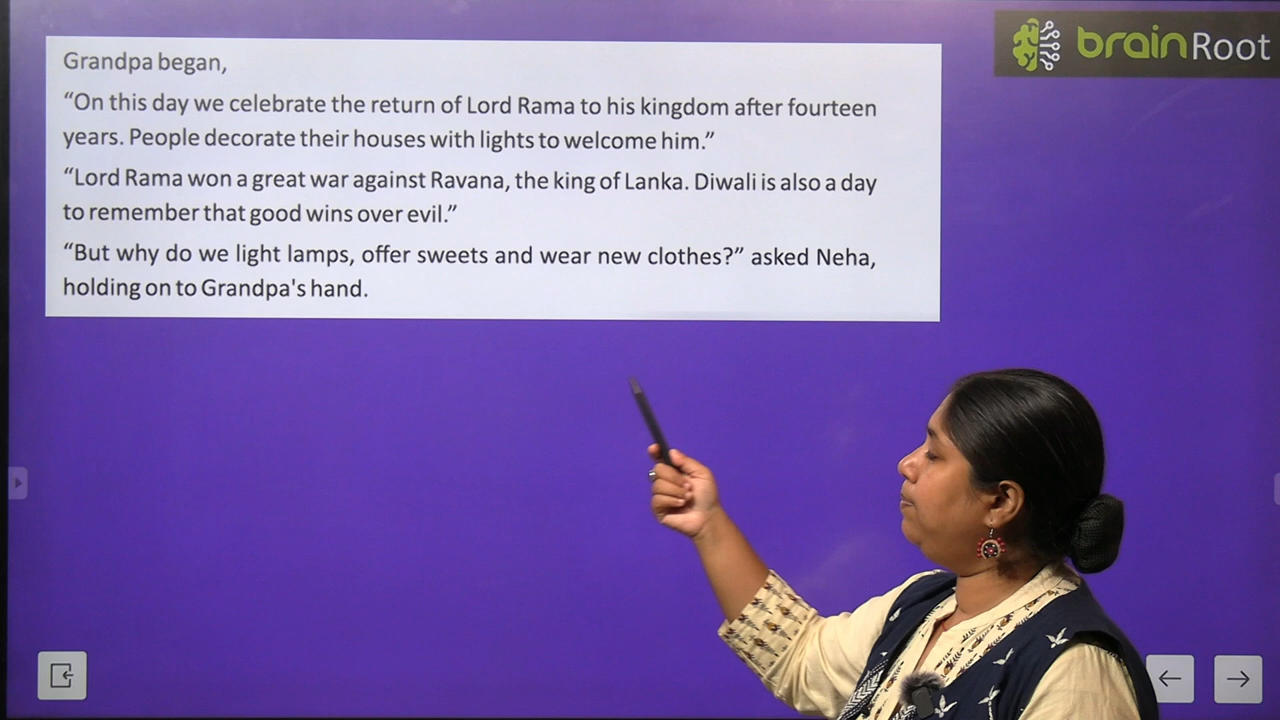 brainRoot
Grandpa began,
“On this day we celebrate the return of Lord Rama to his kingdom after fourteen
years. People decorate their houses with lights to welcome him.”
“Lord Rama won a great war against Ravana, the king of Lanka. Diwali is also a day
to remember that good wins over evil.”
“But why do we light lamps, offer sweets and wear new clothes?” asked Neha,
holding on to Grandpa's hand.